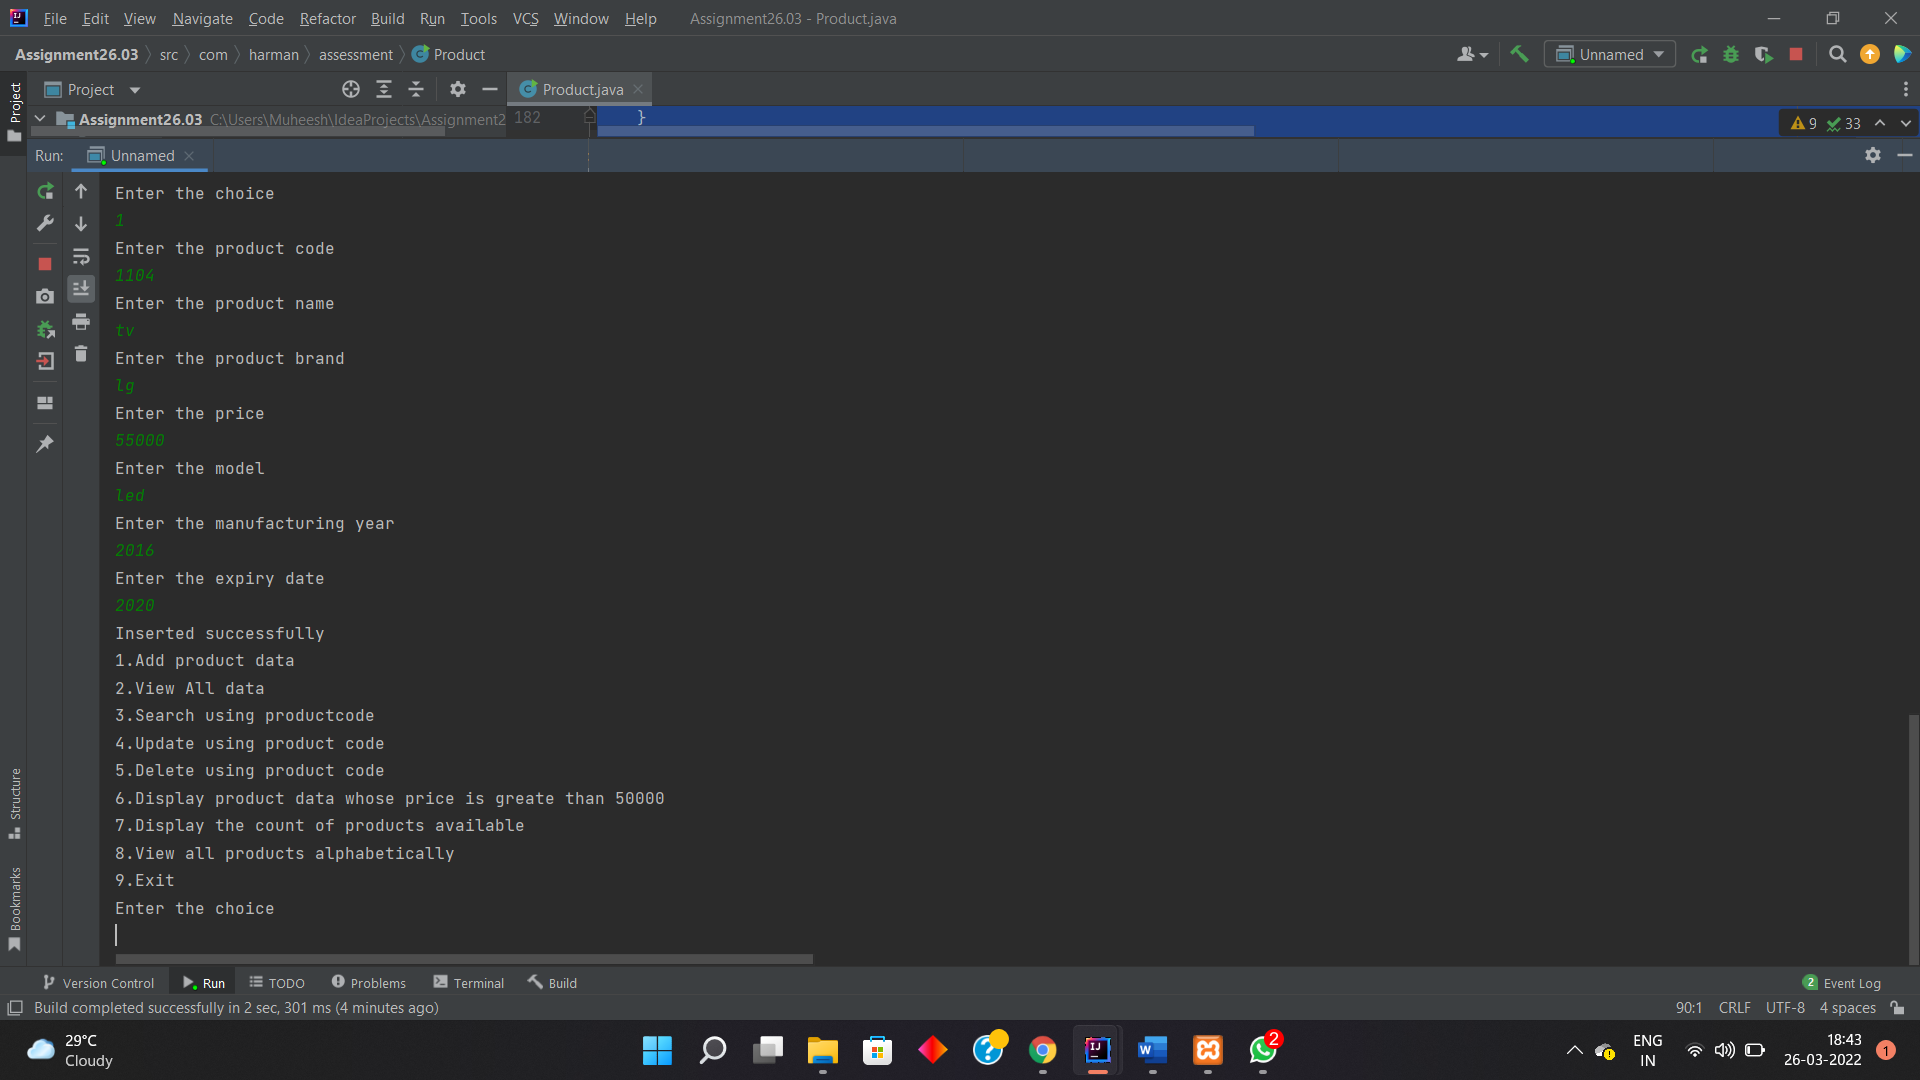 File Edit View Navigate Code Refactor Build Run Tools VCS Window Help Assignment26.03 - Product.java
Assignment26.03 src com harman assessment Product Unnamed
Project Project Product.java
Assignment26.03 C:\Users\Muheesh\IdeaProjects\Assignment2 182 } 9 33
Run: Unnamed
Enter the choice
1
Enter the product code
1104
Enter the product name
tv
Enter the product brand
lg
Enter the price
55000
Enter the model
led
Enter the manufacturing year
2016
Enter the expiry date
2020
Inserted successfully
1.Add product data
2.View All data
3.Search using productcode
4.Update using product code
5.Delete using product code
6.Display product data whose price is greate than 50000
7.Display the count of products available
8.View all products alphabetically
9.Exit
Enter the choice
Structure
Bookmarks
Version Control Run TODO Problems Terminal Build 2 Event Log
Build completed successfully in 2 sec, 301 ms (4 minutes ago) 90:1 CRLF UTF-8 4 spaces
29°C
Cloudy
2
ENG
IN
18:43
26-03-2022
1